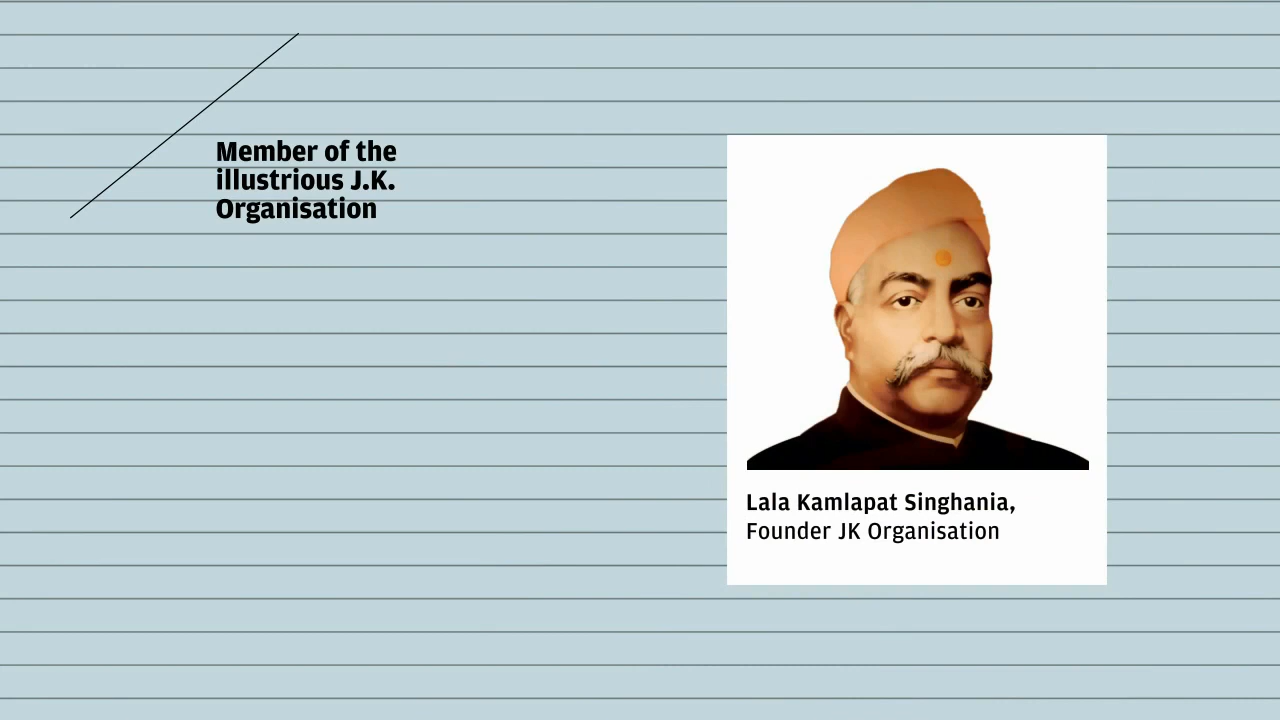 Member of the
illustrious J.K.
Organisation
Lala Kamlapat Singhania,
Founder JK Organisation